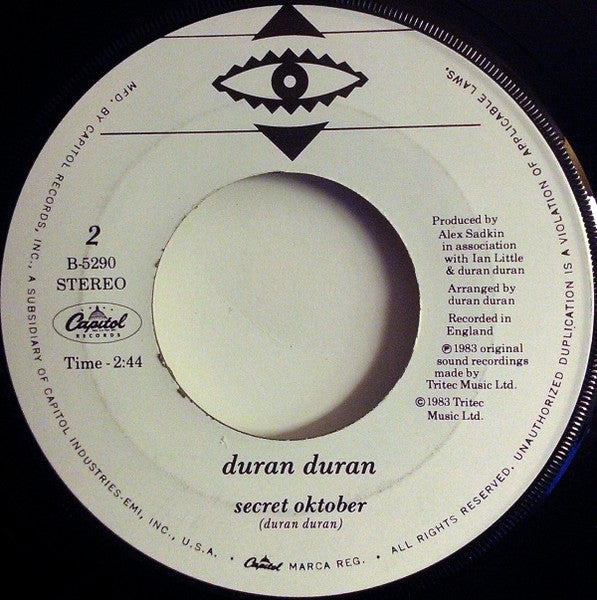 2
B-5290
STEREO
Capitol
RECORDS
Time - 2:44
Produced by
Alex Sadkin
in association
with Ian Little
& duran duran
Arranged by
duran duran
Recorded in
England
℗ 1983 original
sound recordings
made by
Tritec Music Ltd.
© 1983 Tritec
Music Ltd.
duran duran
secret oktober
(duran duran)
MFD. BY CAPITOL RECORDS, INC., A SUBSIDIARY OF CAPITOL INDUSTRIES-EMI, INC., U.S.A. · Capitol MARCA REG. · ALL RIGHTS RESERVED. UNAUTHORIZED DUPLICATION IS A VIOLATION OF APPLICABLE LAWS.